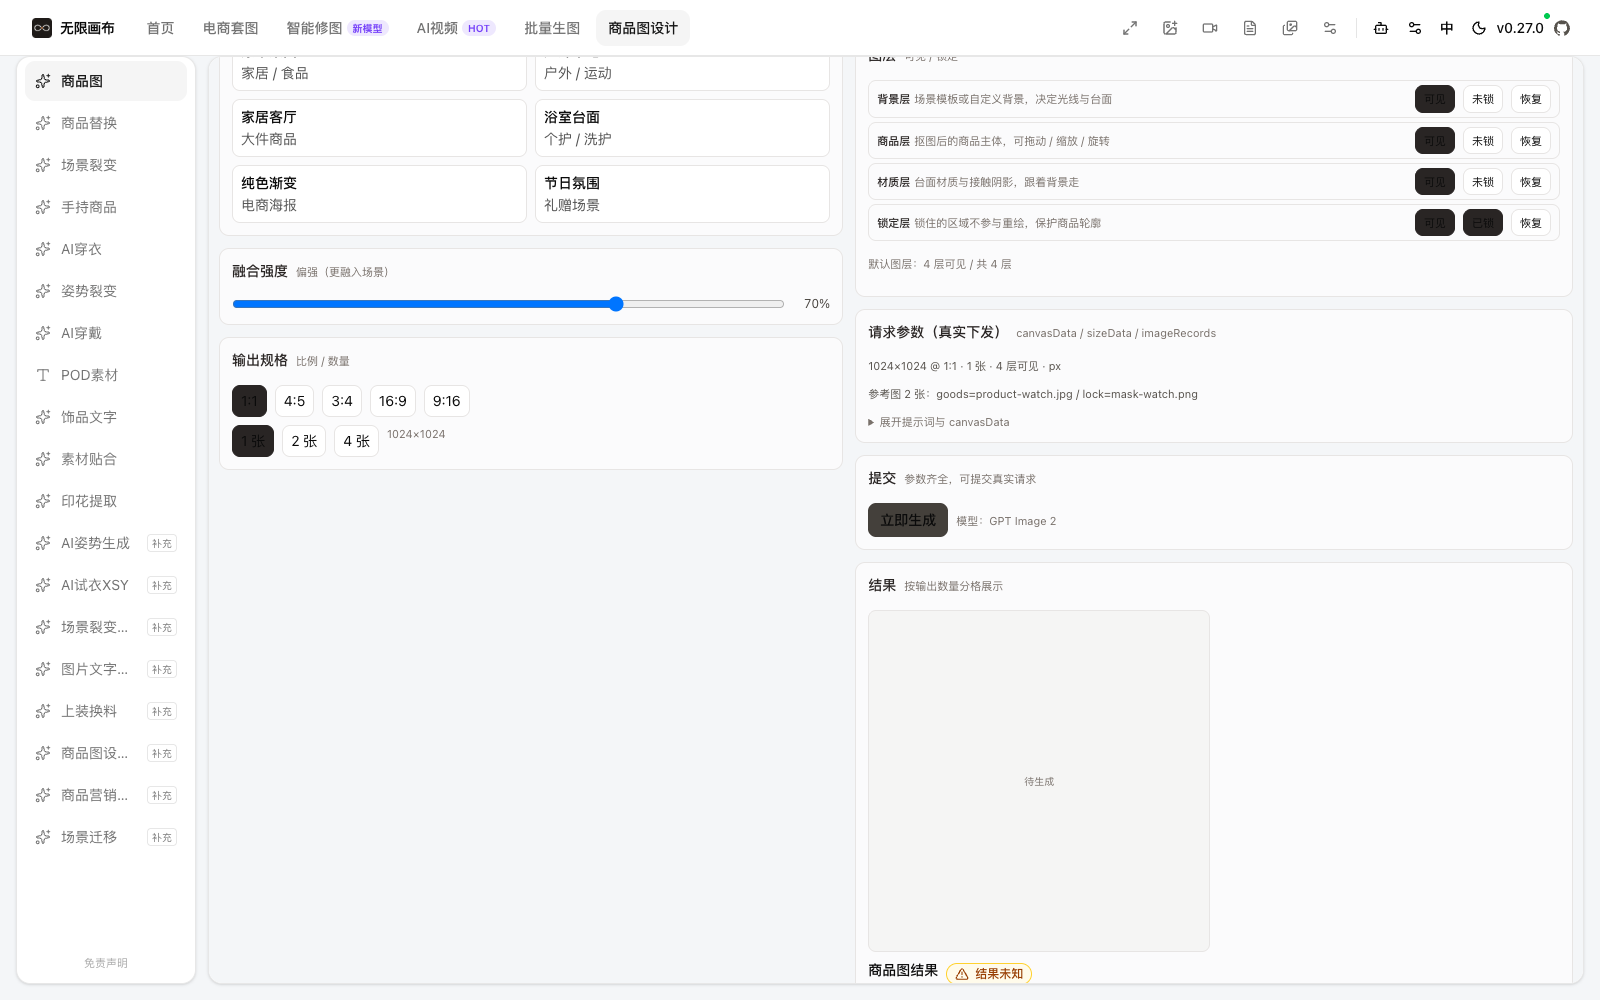 无限画布
首页
电商套图
智能修图 新模型
AI视频 HOT
批量生图
商品图设计
中
v0.27.0
商品图
商品替换
场景裂变
手持商品
AI穿衣
姿势裂变
AI穿戴
POD素材
饰品文字
素材贴合
印花提取
AI姿势生成 补充
AI试衣XSY 补充
场景裂变... 补充
图片文字... 补充
上装换料 补充
商品图设... 补充
商品营销... 补充
场景迁移 补充
免责声明
家居 / 食品
户外 / 运动
家居客厅
大件商品
浴室台面
个护 / 洗护
纯色渐变
电商海报
节日氛围
礼赠场景
融合强度 偏强（更融入场景）
70%
输出规格 比例 / 数量
1:1 4:5 3:4 16:9 9:16
1 张 2 张 4 张 1024×1024
图层 可见 / 锁定
背景层 场景模板或自定义背景，决定光线与台面 可见 未锁 恢复
商品层 抠图后的商品主体，可拖动 / 缩放 / 旋转 可见 未锁 恢复
材质层 台面材质与接触阴影，跟着背景走 可见 未锁 恢复
锁定层 锁住的区域不参与重绘，保护商品轮廓 可见 已锁 恢复
默认图层：4 层可见 / 共 4 层
请求参数（真实下发） canvasData / sizeData / imageRecords
1024×1024 @ 1:1 · 1 张 · 4 层可见 · px
参考图 2 张：goods=product-watch.jpg / lock=mask-watch.png
展开提示词与 canvasData
提交 参数齐全，可提交真实请求
立即生成 模型：GPT Image 2
结果 按输出数量分格展示
待生成
商品图结果 结果未知